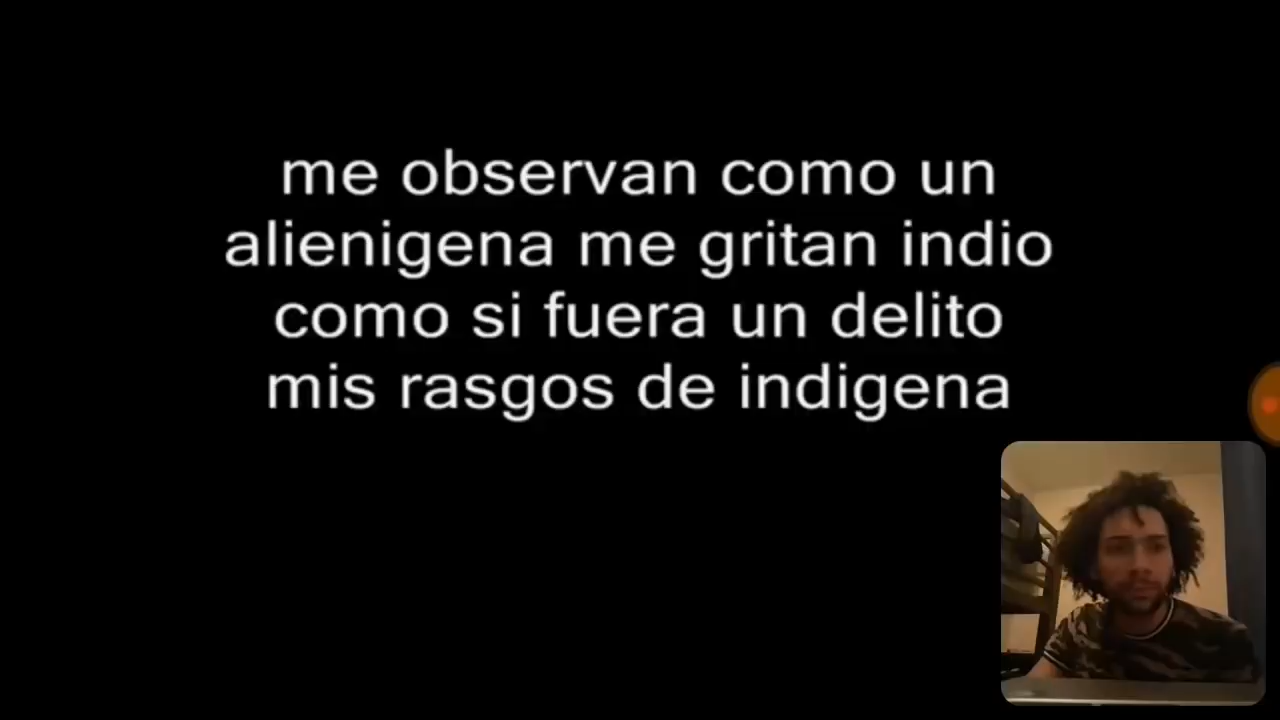 me observan como un
alienigena me gritan indio
como si fuera un delito
mis rasgos de indigena